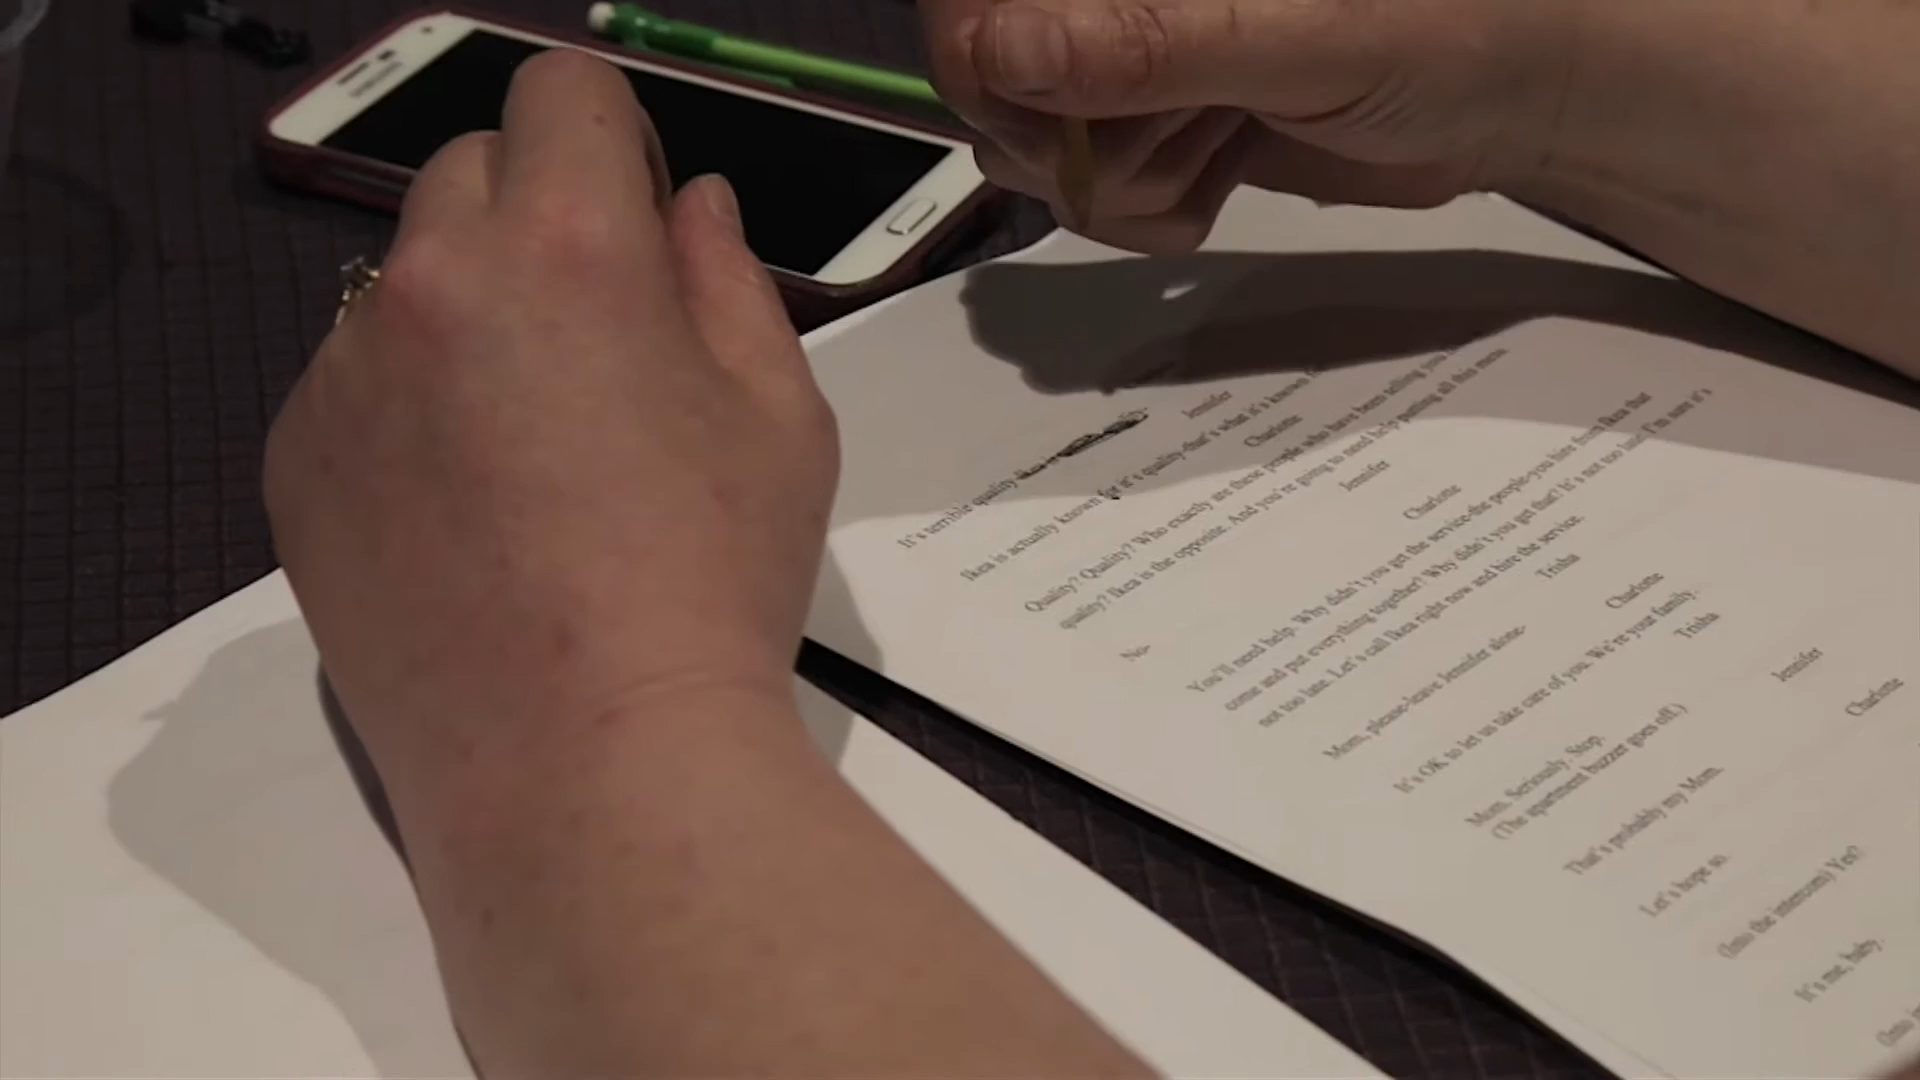 SAMSUNG
It's terrible quality-
Jennifer
Ikea is actually known for it's quality-that's what it's known
Charlotte
Quality? Quality? Who exactly are these people who have been telling you
quality? Ikea is the opposite. And you're going to need help putting all this
Jennifer
No-
Charlotte
You'll need help. Why didn't you get the service-the people-you hire from Ikea that
come and put everything together? Why didn't you get that? It's not too late. I'm sure it's
not too late. Let's call Ikea right now and hire the service.
Trisha
Mom, please-leave Jennifer alone-
Charlotte
It's OK to let us take care of you. We're your family.
Trisha
Mom. Seriously. Stop.
(The apartment buzzer goes off.)
Jennifer
That's probably my Mom.
Charlotte
Let's hope so.
(Into the intercom) Yes?
It's me, baby.
(Into